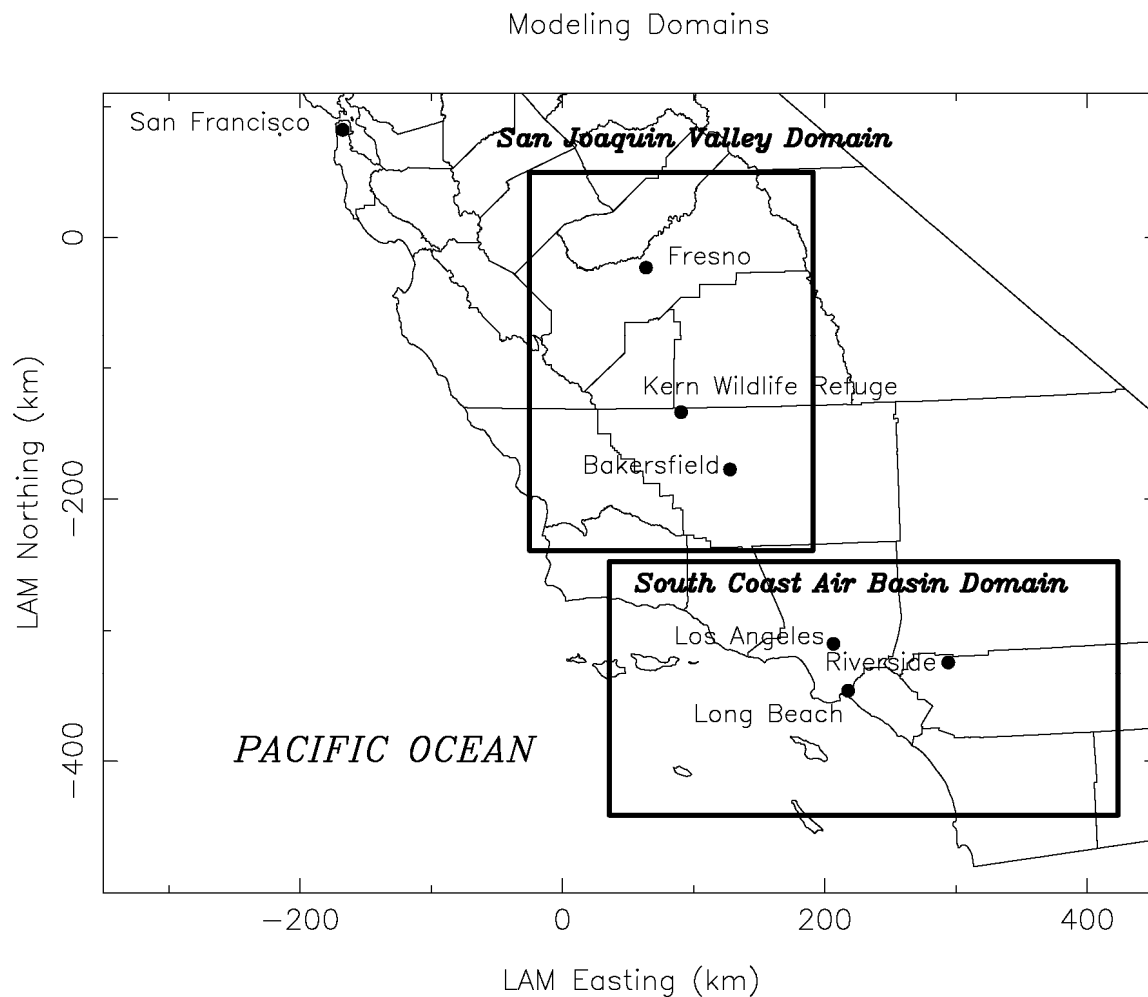 Modeling Domains
San Francisco
San Joaquin Valley Domain
0
Fresno
Kern Wildlife Refuge
Bakersfield
-200
LAM Northing (km)
South Coast Air Basin Domain
Los Angeles
Riverside
Long Beach
PACIFIC OCEAN
-400
-200 0 200 400
LAM Easting (km)